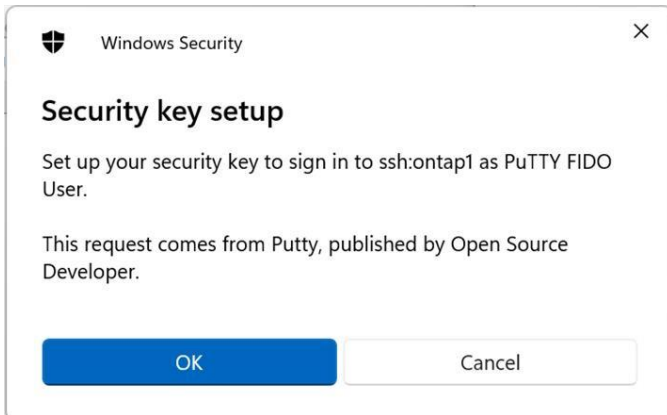 Windows Security
Security key setup
Set up your security key to sign in to ssh:ontap1 as PuTTY FIDO
User.
This request comes from Putty, published by Open Source
Developer.
OK
Cancel